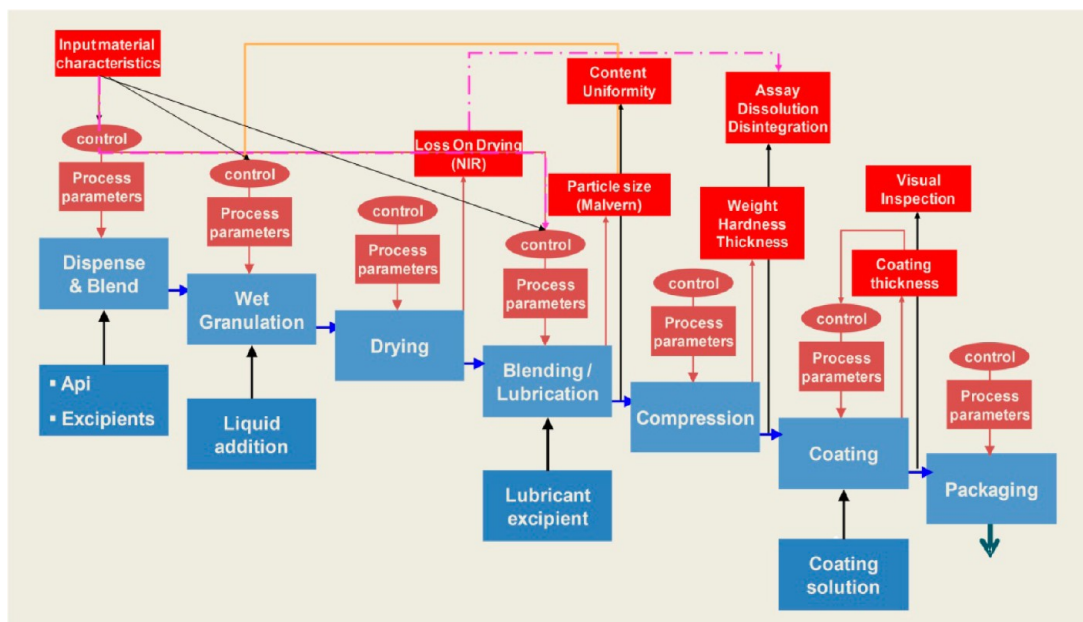 Input material
characteristics
control
Process
parameters
Dispense
& Blend
▪ Api
▪ Excipients
control
Process
parameters
Wet
Granulation
Liquid
addition
control
Process
parameters
Drying
Loss On Drying
(NIR)
control
Process
parameters
Blending /
Lubrication
Lubricant
excipient
Content
Uniformity
Particle size
(Malvern)
control
Process
parameters
Compression
Assay
Dissolution
Disintegration
Weight
Hardness
Thickness
control
Process
parameters
Coating
Coating
solution
Visual
Inspection
Coating
thickness
control
Process
parameters
Packaging